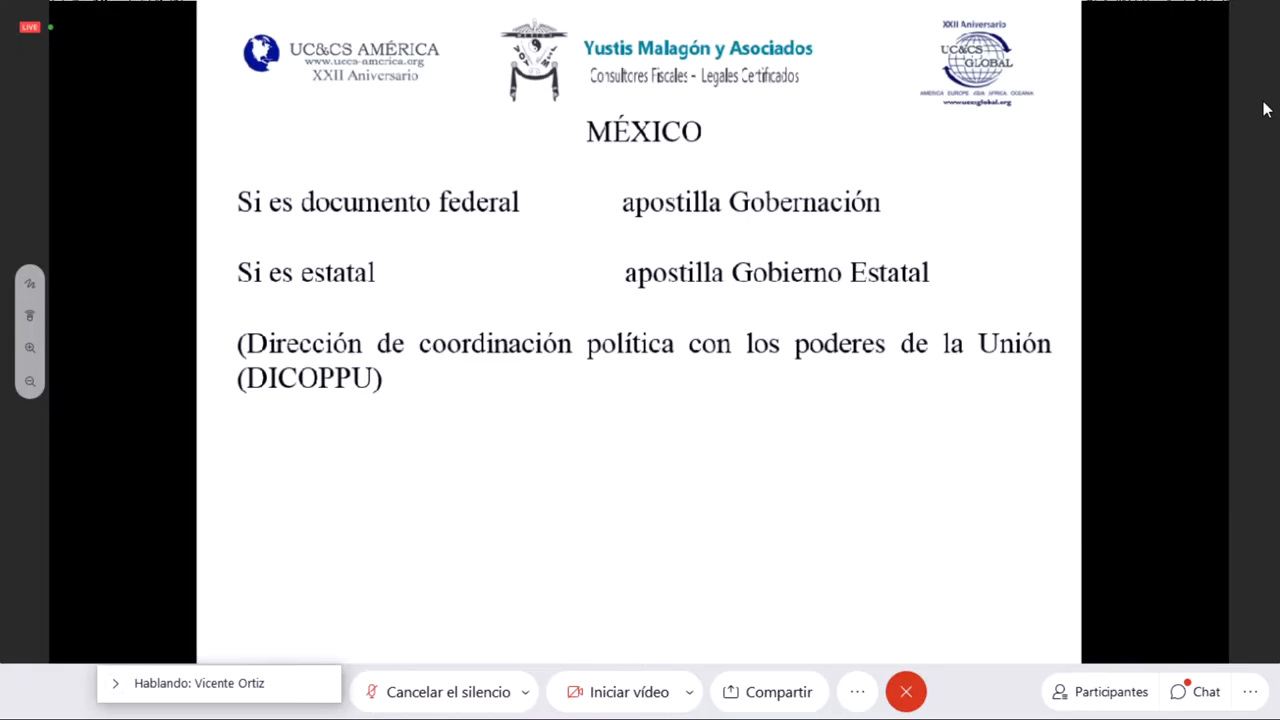 LIVE
UC&CS AMÉRICA
www.uccs-america.org
XXII Aniversario
Yustis Malagón y Asociados
Consultores Fiscales - Legales Certificados
XXII Aniversario
UC&CS
GLOBAL
AMERICA EUROPE ASIA AFRICA OCEANIA
www.uccsglobal.org
MÉXICO
Si es documento federal apostilla Gobernación
Si es estatal apostilla Gobierno Estatal
(Dirección de coordinación política con los poderes de la Unión
(DICOPPU)
Hablando: Vicente Ortiz
Cancelar el silencio
Iniciar vídeo
Compartir
Participantes
Chat